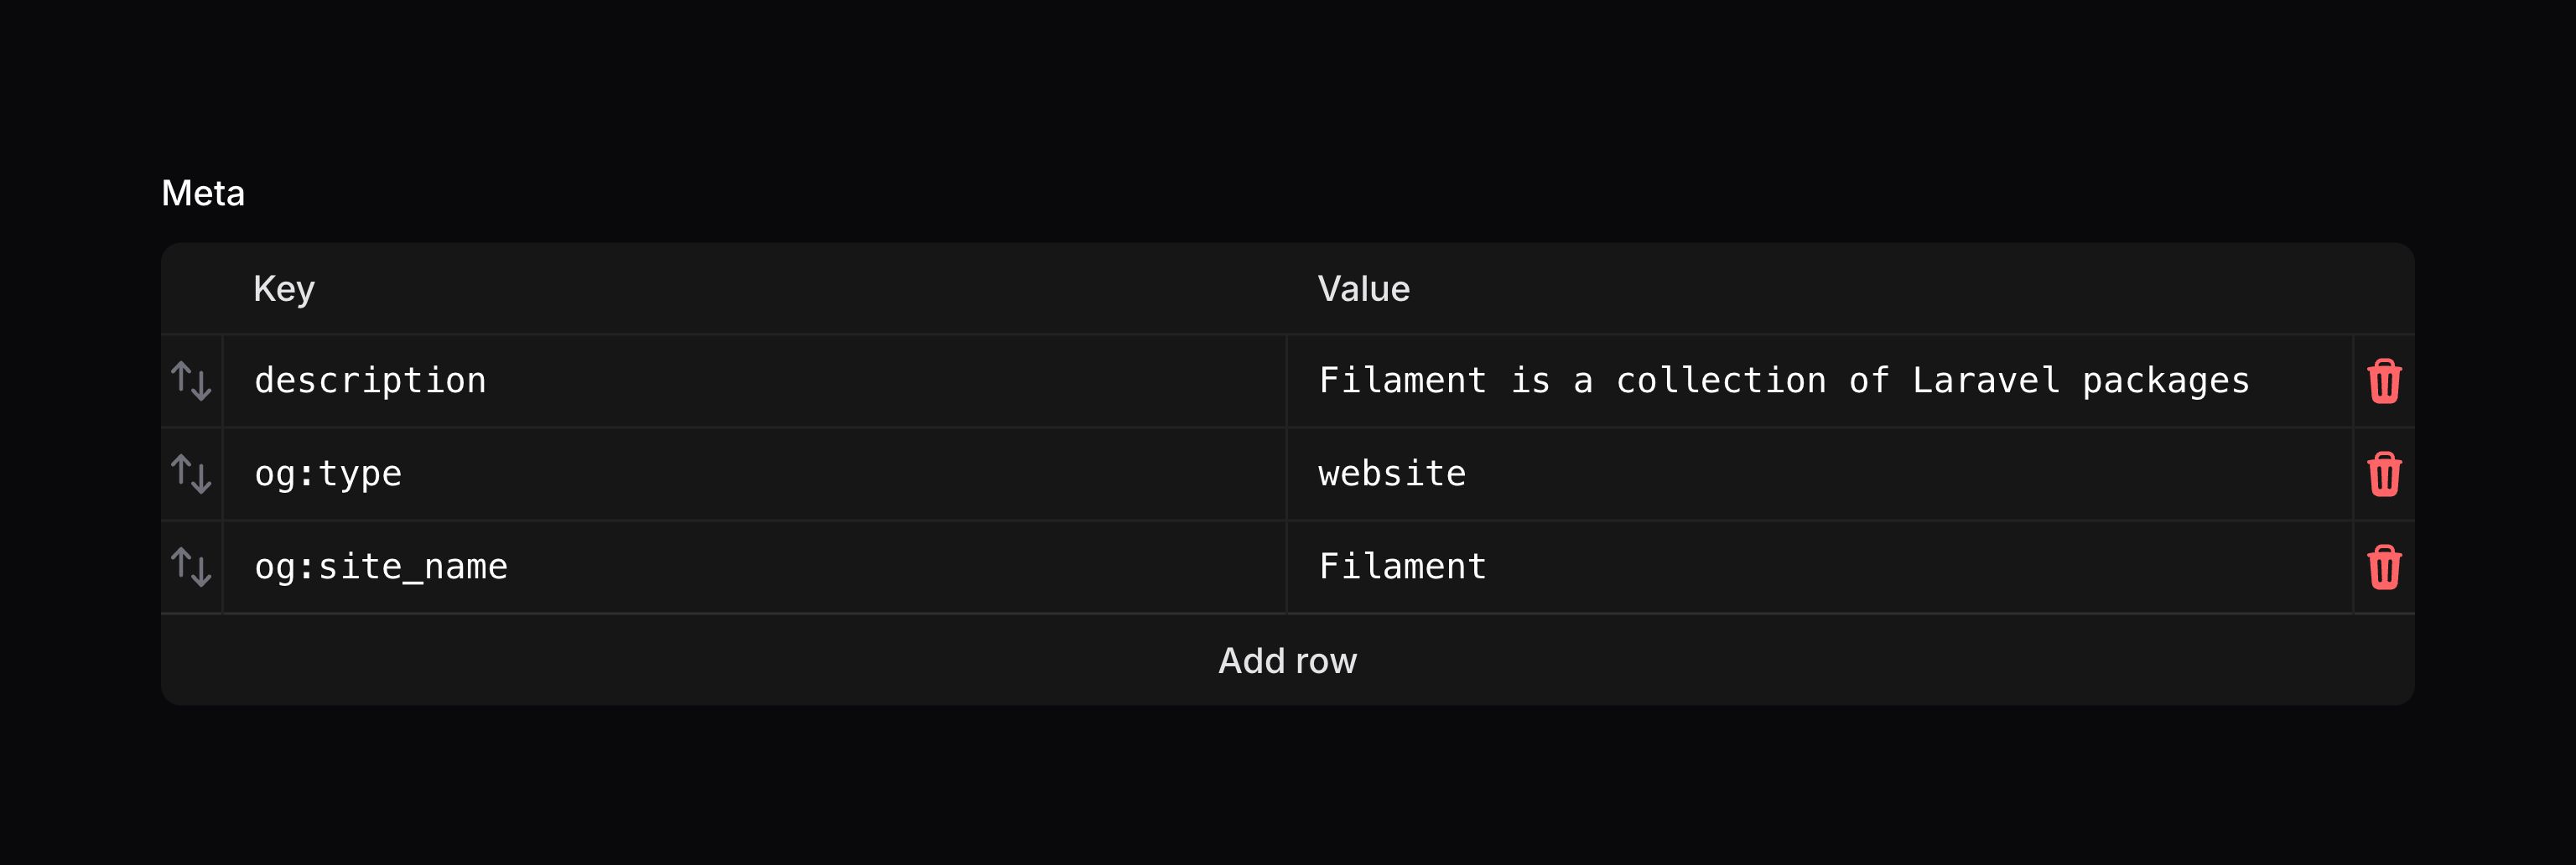 Meta
Key Value
description Filament is a collection of Laravel packages
og:type website
og:site_name Filament
Add row